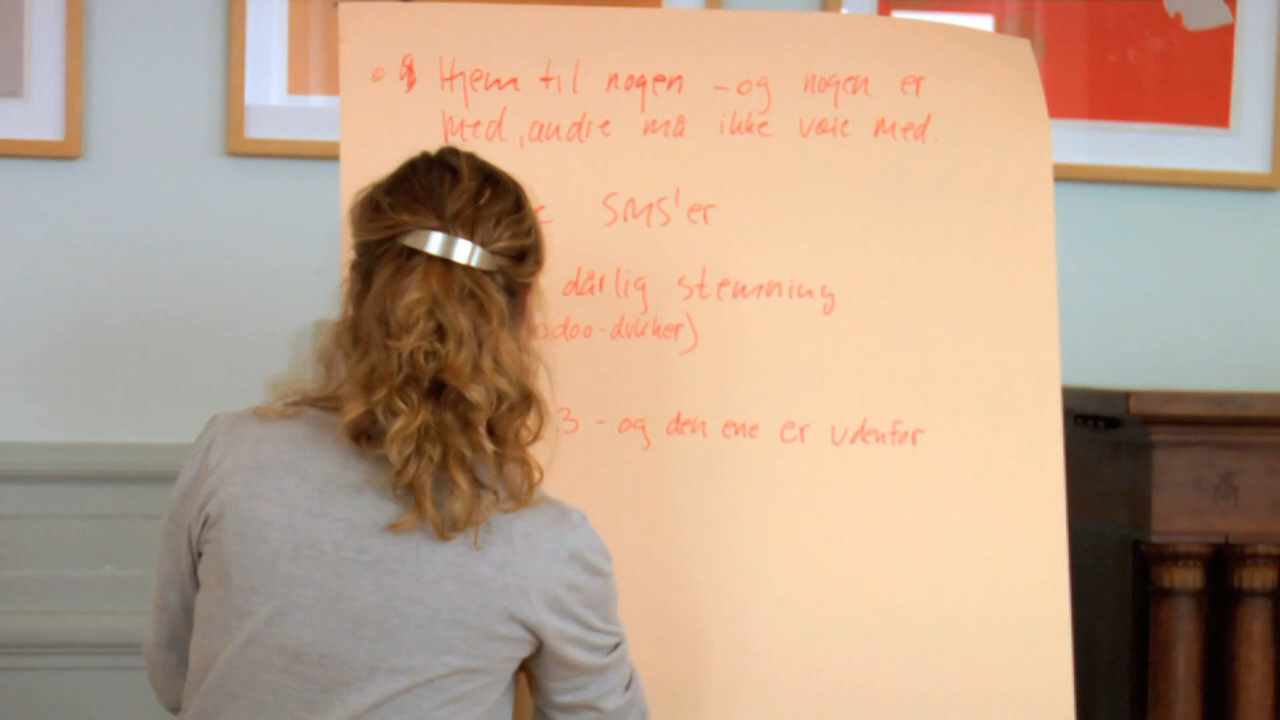 Hjem til nogen - og nogen er
med, andre må ikke være med.
SMS'er
dårlig stemning
odoo-dukker)
3 - og den ene er udenfor